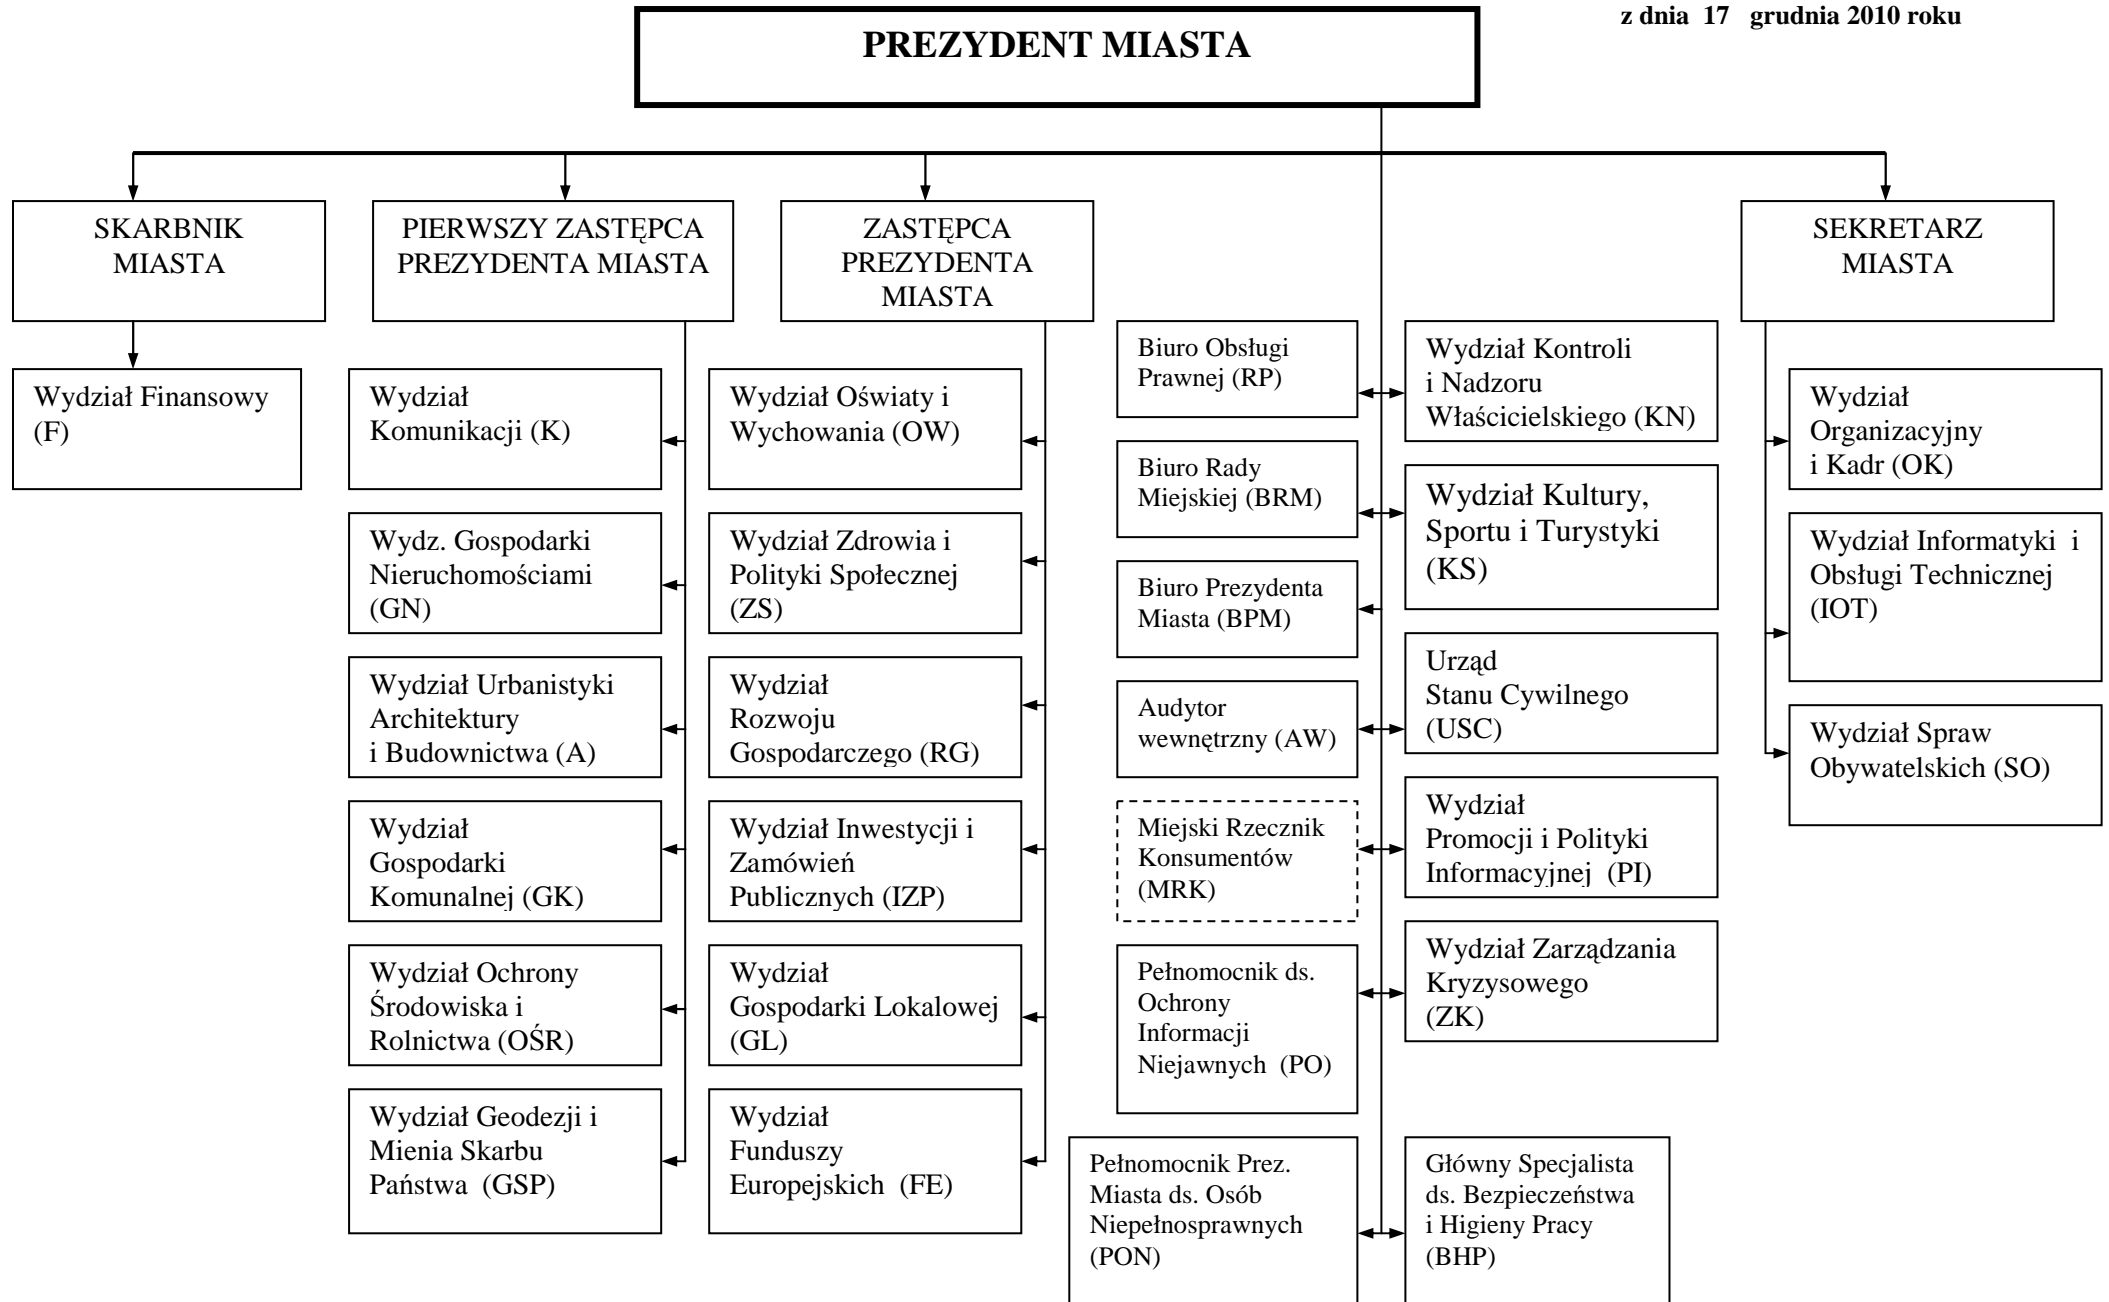 z dnia 17 grudnia 2010 roku
PREZYDENT MIASTA
SKARBNIK
MIASTA
PIERWSZY ZASTĘPCA
PREZYDENTA MIASTA
ZASTĘPCA
PREZYDENTA
MIASTA
SEKRETARZ
MIASTA
Wydział Finansowy
(F)
Wydział
Komunikacji (K)
Wydz. Gospodarki
Nieruchomościami
(GN)
Wydział Urbanistyki
Architektury
i Budownictwa (A)
Wydział
Gospodarki
Komunalnej (GK)
Wydział Ochrony
Środowiska i
Rolnictwa (OŚR)
Wydział Geodezji i
Mienia Skarbu
Państwa (GSP)
Wydział Oświaty i
Wychowania (OW)
Wydział Zdrowia i
Polityki Społecznej
(ZS)
Wydział
Rozwoju
Gospodarczego (RG)
Wydział Inwestycji i
Zamówień
Publicznych (IZP)
Wydział
Gospodarki Lokalowej
(GL)
Wydział
Funduszy
Europejskich (FE)
Biuro Obsługi
Prawnej (RP)
Biuro Rady
Miejskiej (BRM)
Biuro Prezydenta
Miasta (BPM)
Audytor
wewnętrzny (AW)
Miejski Rzecznik
Konsumentów
(MRK)
Pełnomocnik ds.
Ochrony
Informacji
Niejawnych (PO)
Pełnomocnik Prez.
Miasta ds. Osób
Niepełnosprawnych
(PON)
Wydział Kontroli
i Nadzoru
Właścicielskiego (KN)
Wydział Kultury,
Sportu i Turystyki
(KS)
Urząd
Stanu Cywilnego
(USC)
Wydział
Promocji i Polityki
Informacyjnej (PI)
Wydział Zarządzania
Kryzysowego
(ZK)
Główny Specjalista
ds. Bezpieczeństwa
i Higieny Pracy
(BHP)
Wydział
Organizacyjny
i Kadr (OK)
Wydział Informatyki i
Obsługi Technicznej
(IOT)
Wydział Spraw
Obywatelskich (SO)